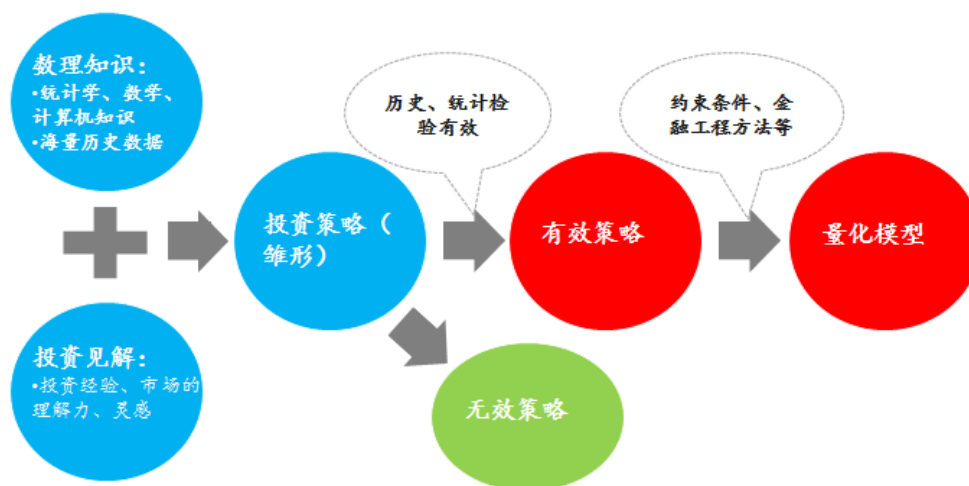 数理知识：
•统计学、数学、
计算机知识
•海量历史数据
投资见解：
•投资经验、市场的
理解力、灵感
投资策略（
雏形）
历史、统计检
验有效
有效策略
无效策略
约束条件、金
融工程方法等
量化模型